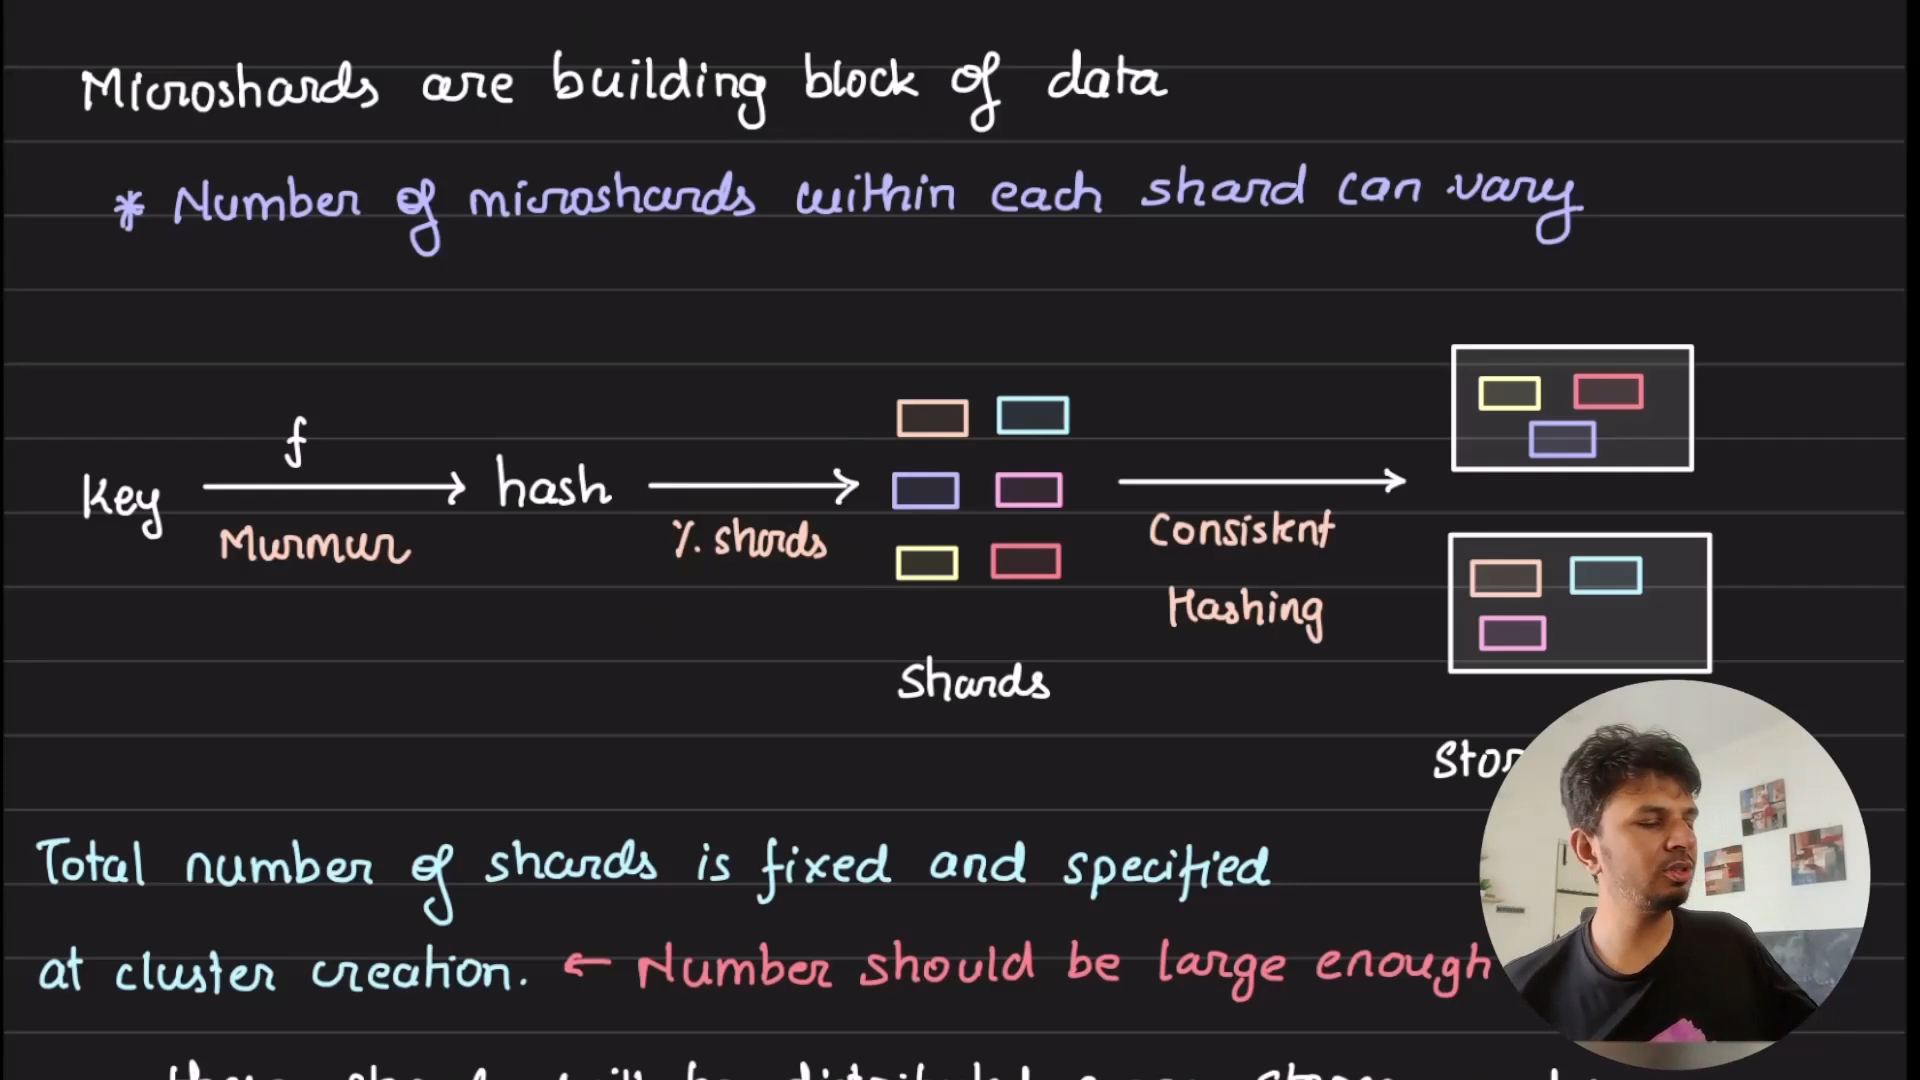 Microshards are building block of data
* Number of microshards within each shard can vary
f
Key
hash
Murmur
% shards
Consistent
Hashing
Shards
Total number of shards is fixed and specified
at cluster creation. ← Number should be large enough